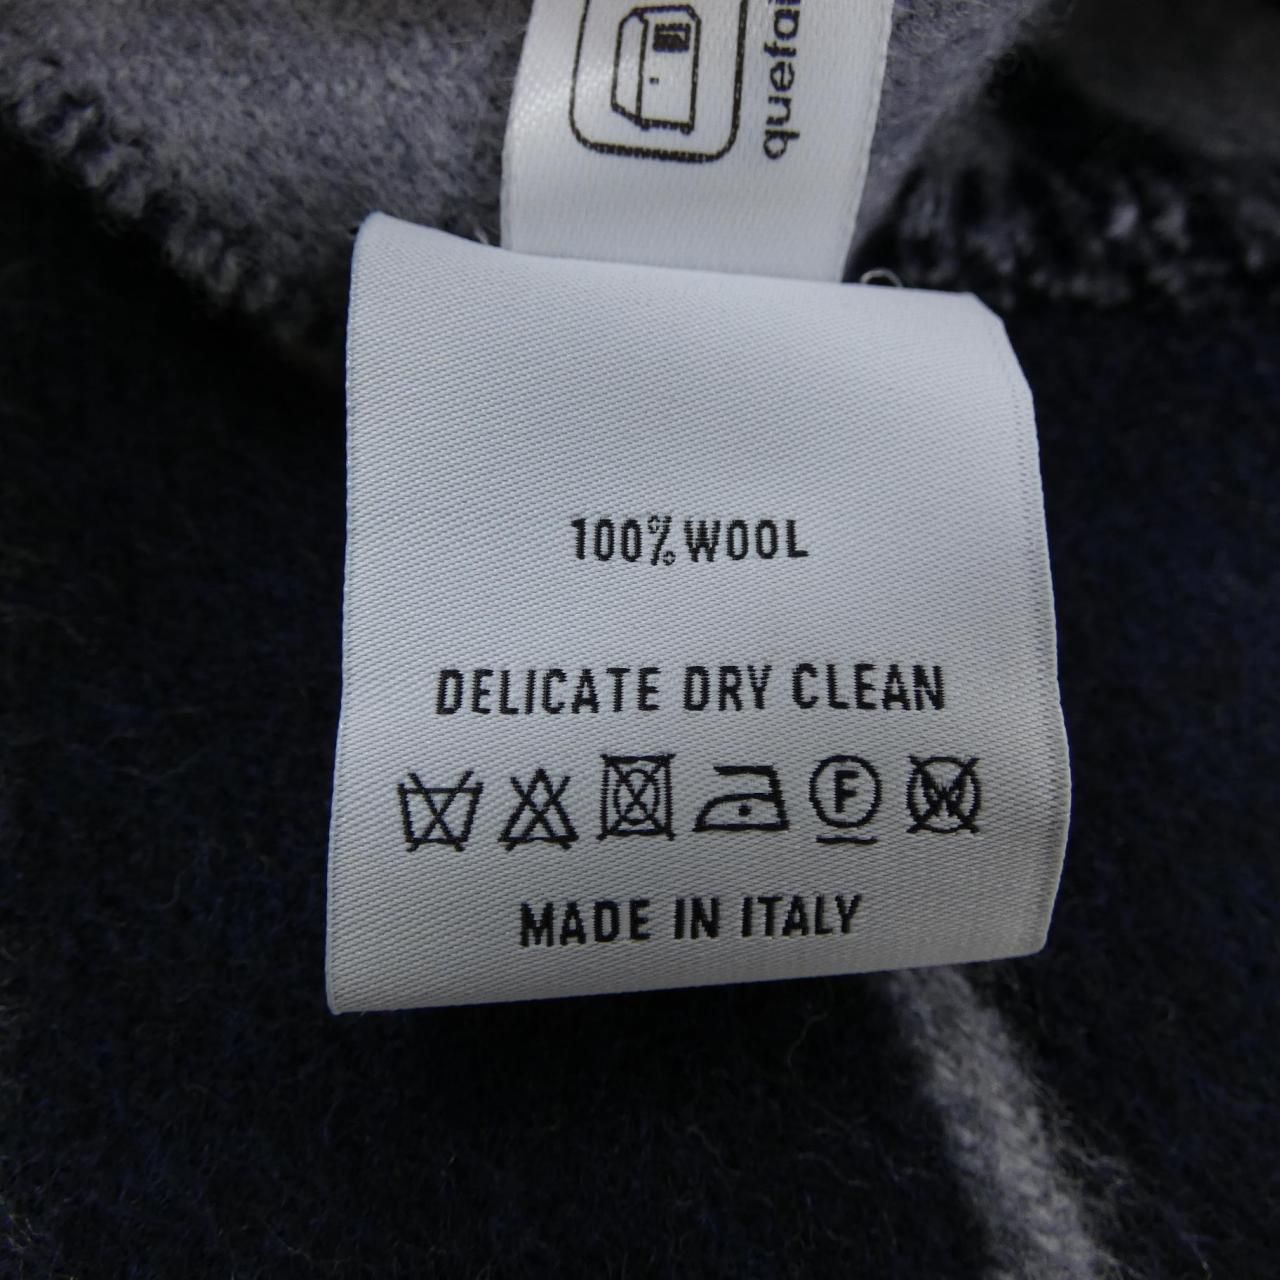 100% WOOL
DELICATE DRY CLEAN
F W
MADE IN ITALY